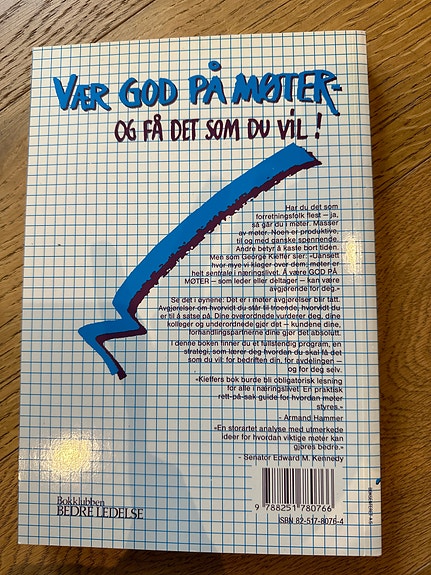 VÆR GOD PÅ MØTER-
OG FÅ DET SOM DU VIL!
Har du det som
forretningsfolk flest – ja,
så går du i møter. Masser
av møter. Noen er produktive,
til og med ganske spennende.
Andre betyr å kaste bort tiden.
Men som George Kieffer sier: «Uansett
hvor mye vi klager over dem, møter er
helt sentrale i næringslivet. Å være GOD PÅ
MØTER – som leder eller deltager – kan være
avgjørende for deg.»
Se det i øynene: Det er i møter avgjørelser blir tatt.
Avgjørelser om hvorvidt du står til troende, hvorvidt du
er til å satse på. Dine overordnede vurderer deg, dine
kolleger og underordnede gjør det – kundene dine,
forhandlingspartnerne dine gjør det absolutt.
I denne boken finner du et fullstendig program, en
strategi, som lærer deg hvordan du skal få det
som du vil: for bedriften din, for avdelingen –
og for deg selv.
«Kieffers bok burde bli obligatorisk lesning
for alle i næringslivet. En praktisk
rett-på-sak guide for hvordan møter
styres.»
- Armand Hammer
«En storartet analyse med utmerkede
ideer for hvordan viktige møter kan
gjøres bedre.»
- Senator Edward M. Kennedy
Bokklubben
BEDRE LEDELSE
9 788251 780766
ISBN 82-517-8076-4